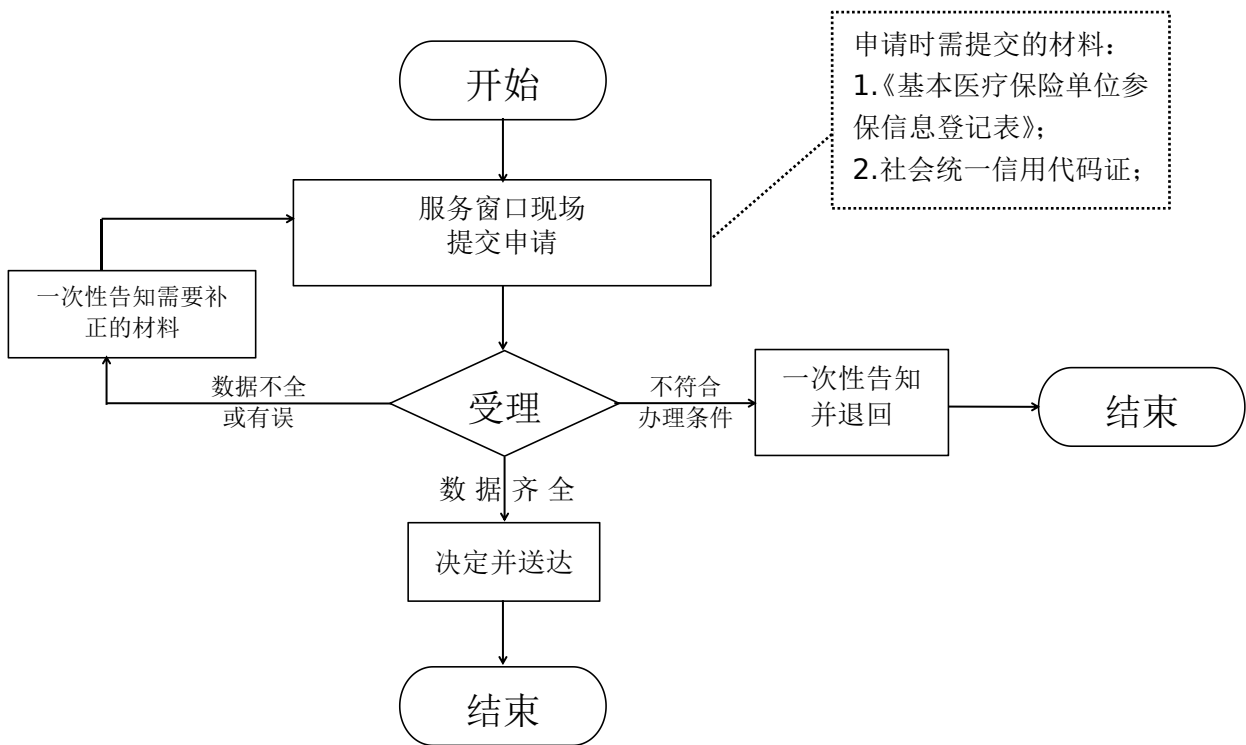 开始
申请时需提交的材料：
1.《基本医疗保险单位参
保信息登记表》；
2.社会统一信用代码证；
服务窗口现场
提交申请
一次性告知需要补
正的材料
数据不全
或有误
受理
不符合
办理条件
一次性告知
并退回
结束
数据齐全
决定并送达
结束